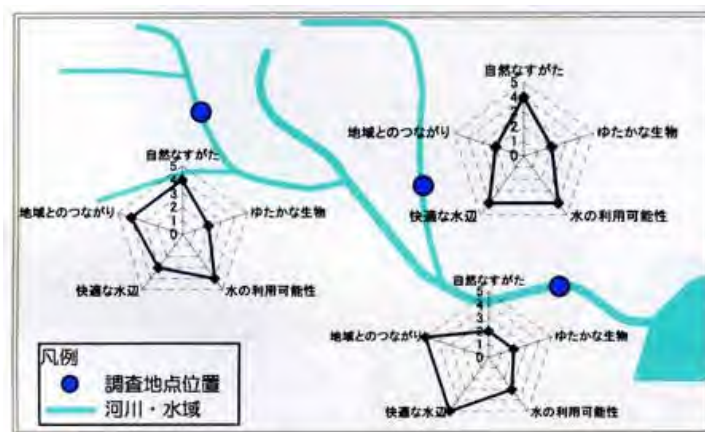 自然なすがた
5
4
3
2
1
0
地域とのつながり
ゆたかな生物
快適な水辺
水の利用可能性
自然なすがた
5
4
3
2
1
0
地域とのつながり
ゆたかな生物
快適な水辺
水の利用可能性
自然なすがた
5
4
3
2
1
0
地域とのつながり
ゆたかな生物
快適な水辺
水の利用可能性
凡例
調査地点位置
河川・水域